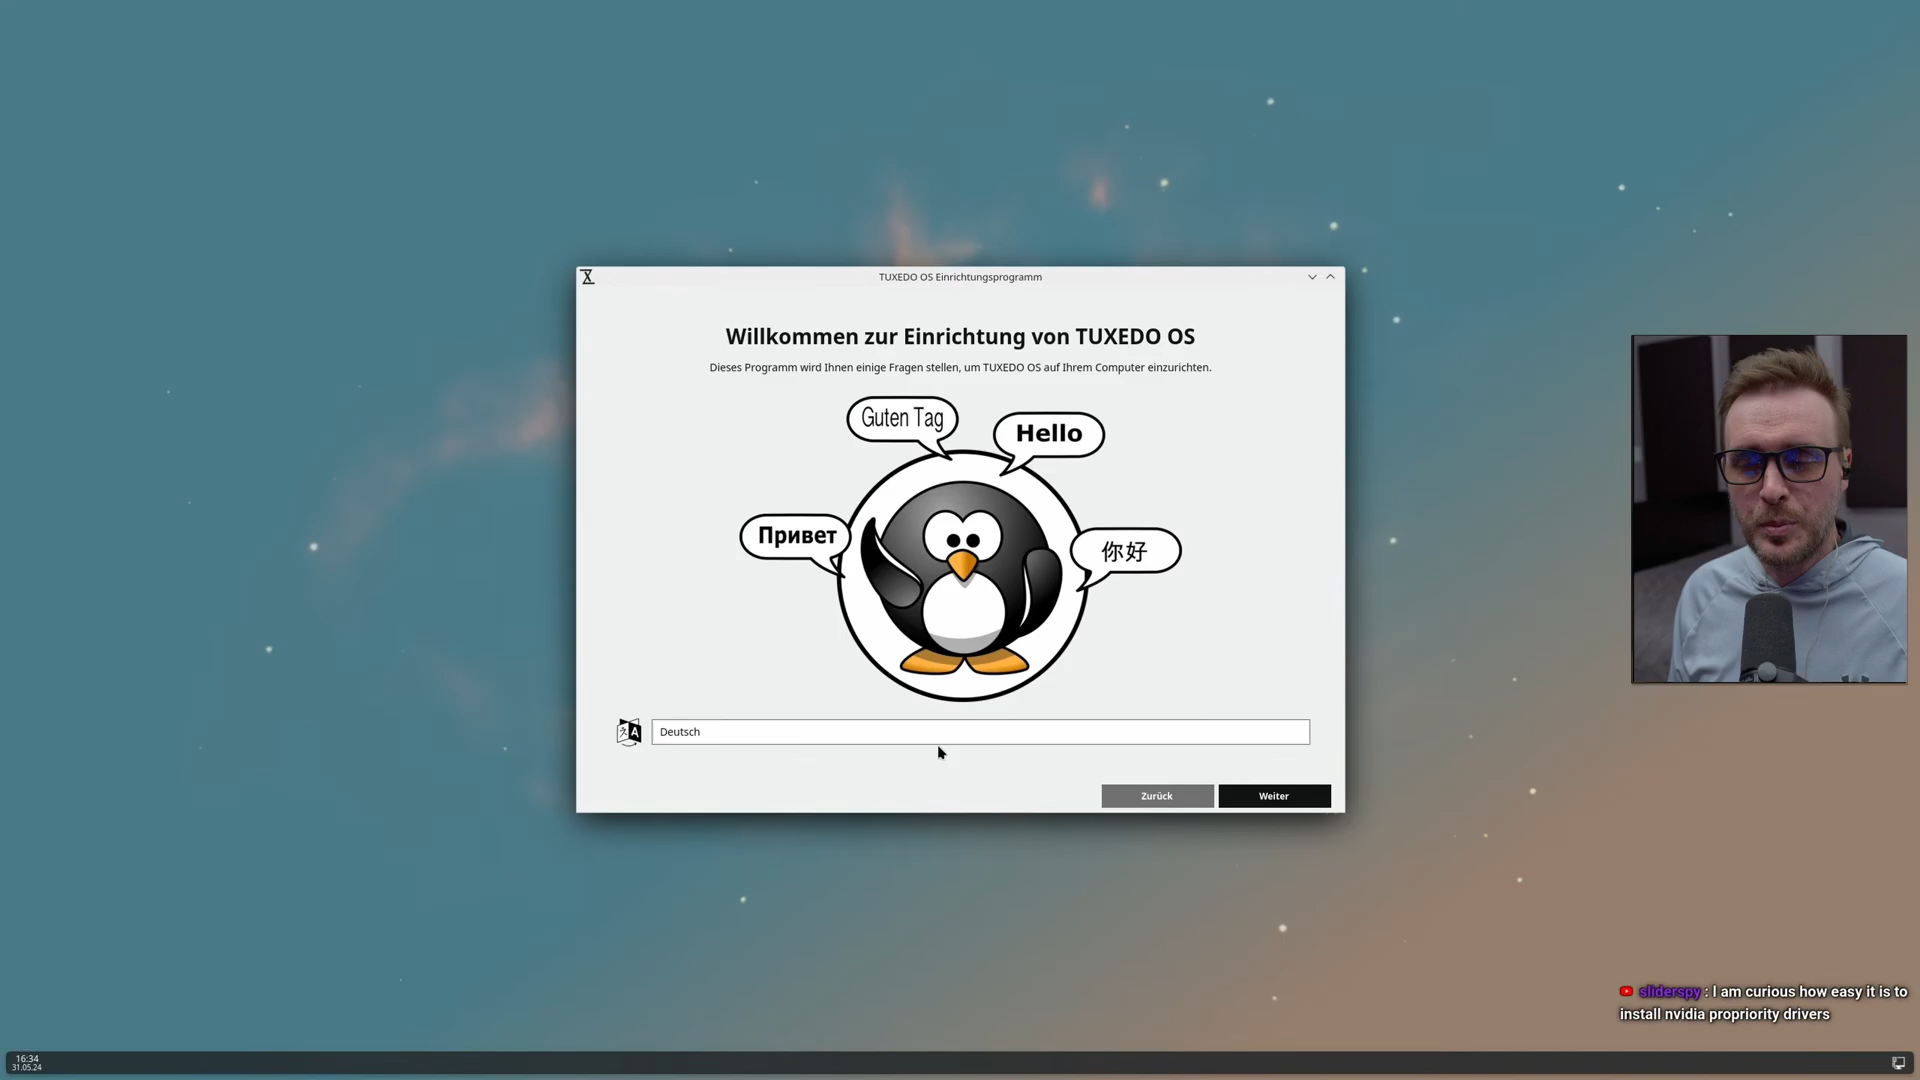 TUXEDO OS Einrichtungsprogramm
Willkommen zur Einrichtung von TUXEDO OS
Dieses Programm wird Ihnen einige Fragen stellen, um TUXEDO OS auf Ihrem Computer einzurichten.
Guten Tag
Hello
Привет
你好
Deutsch
Zurück
Weiter
sliderspy : I am curious how easy it is to
install nvidia propriority drivers
16:34
31.05.24